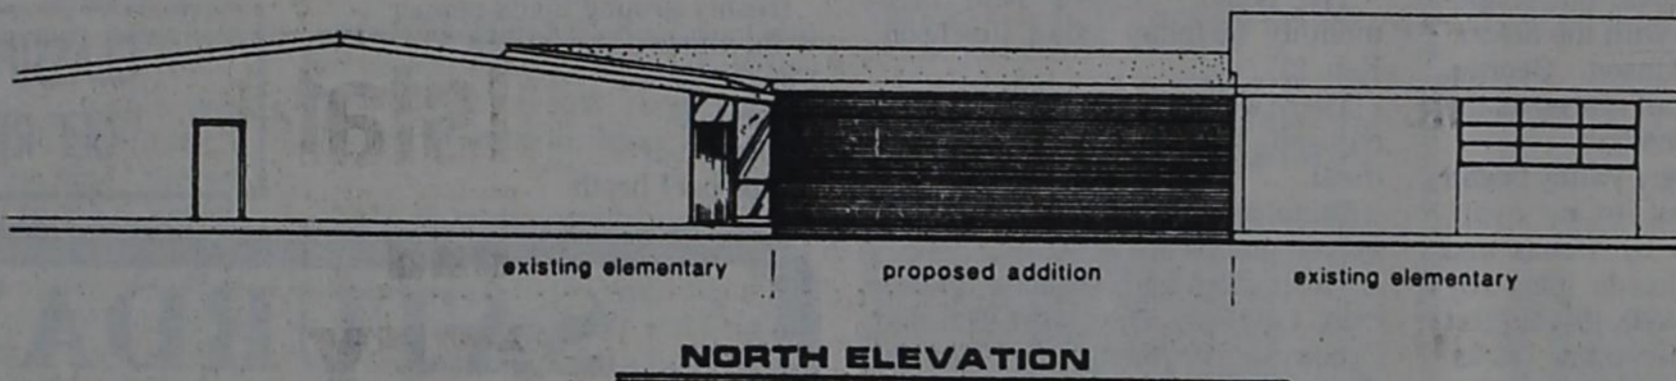 existing elementary
proposed addition
existing elementary
NORTH ELEVATION